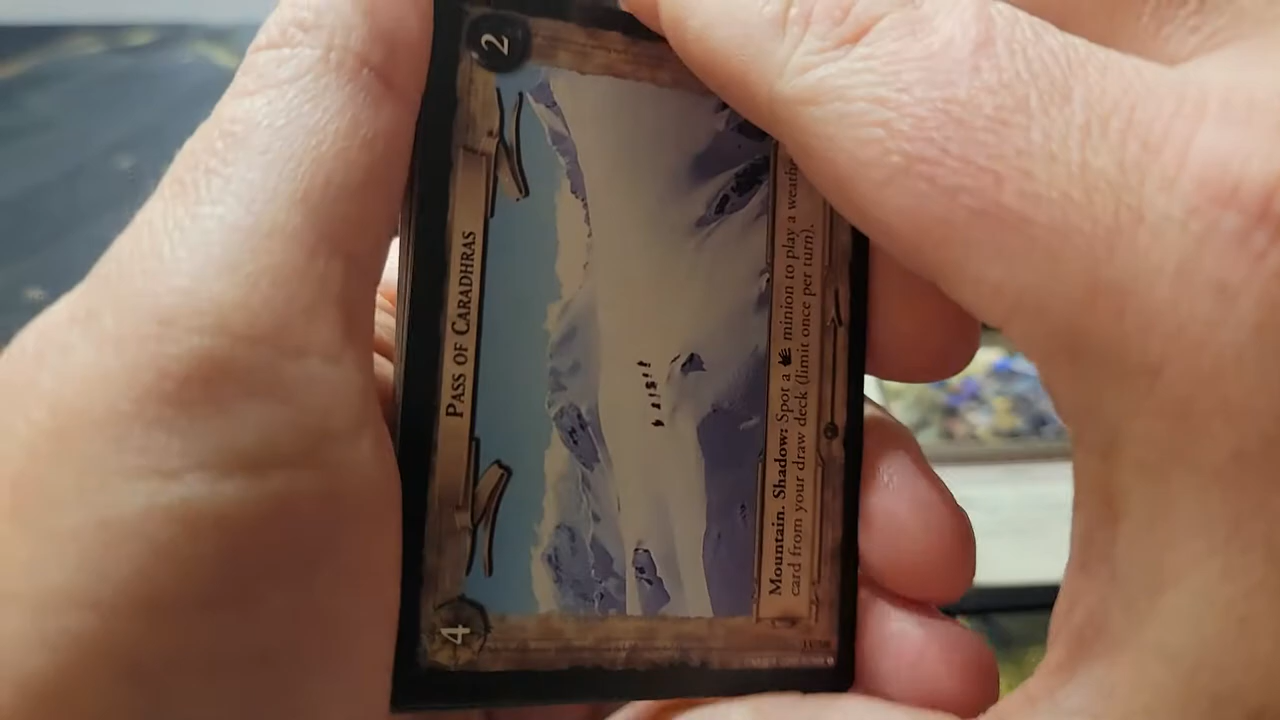 4
PASS OF CARADHRAS
2
Mountain. Shadow: Spot a minion to play a weathe
card from your draw deck (limit once per turn).